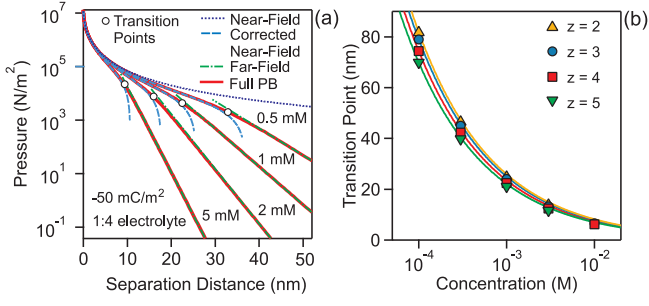 (a)
Transition Points
Near-Field
Corrected Near-Field
Far-Field
Full PB
10^7
10^5
10^3
10^1
10^-1
Pressure (N/m^2)
0.5 mM
1 mM
2 mM
5 mM
-50 mC/m^2
1:4 electrolyte
0 10 20 30 40 50
Separation Distance (nm)
(b)
z = 2
z = 3
z = 4
z = 5
80
60
40
20
0
Transition Point (nm)
10^-4 10^-3 10^-2
Concentration (M)